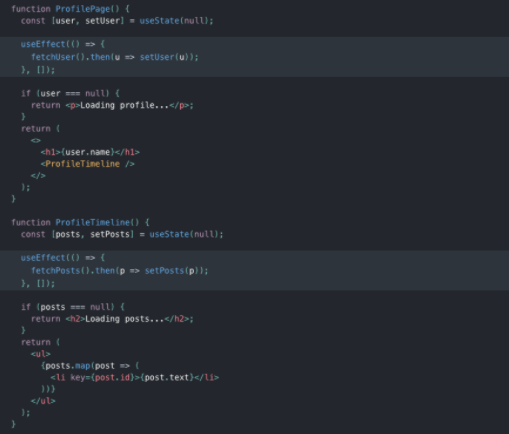 function ProfilePage() {
const [user, setUser] = useState(null);
useEffect(() => {
fetchUser().then(u => setUser(u));
}, []);
if (user === null) {
return <p>Loading profile...</p>;
}
return (
<>
<h1>{user.name}</h1>
<ProfileTimeline />
</>
);
}
function ProfileTimeline() {
const [posts, setPosts] = useState(null);
useEffect(() => {
fetchPosts().then(p => setPosts(p));
}, []);
if (posts === null) {
return <h2>Loading posts...</h2>;
}
return (
<ul>
{posts.map(post => (
<li key={post.id}>{post.text}</li>
))}
</ul>
);
}